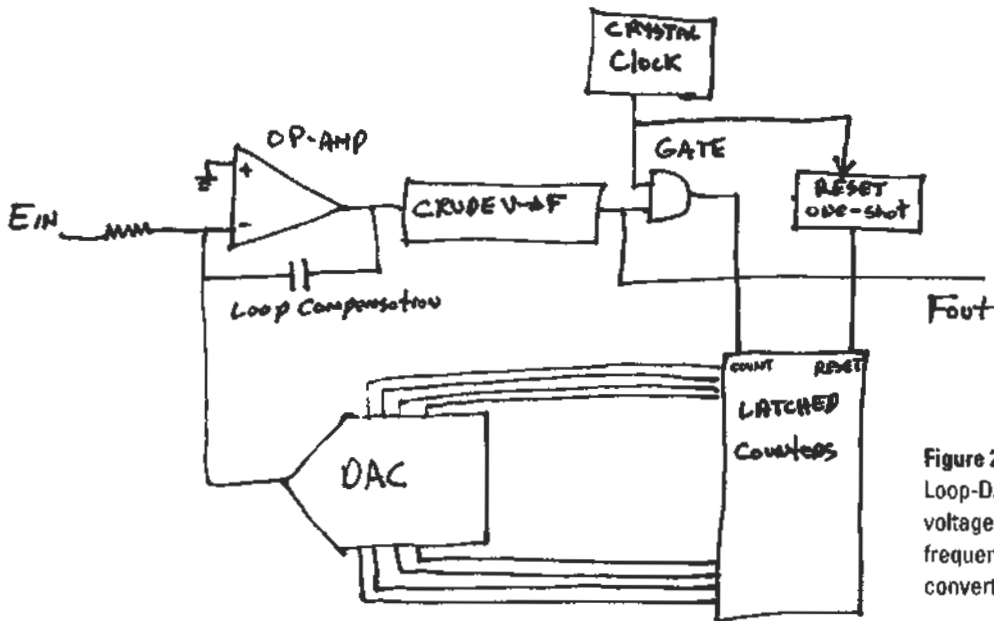 CRYSTAL
Clock
OP-AMP
GATE
+
-
EIN
CRUDE V→F
RESET
one-shot
Loop Compensation
Fout
COUNT
RESET
LATCHED
Counters
DAC
Figure 2
Loop-D
voltage
frequen
convert